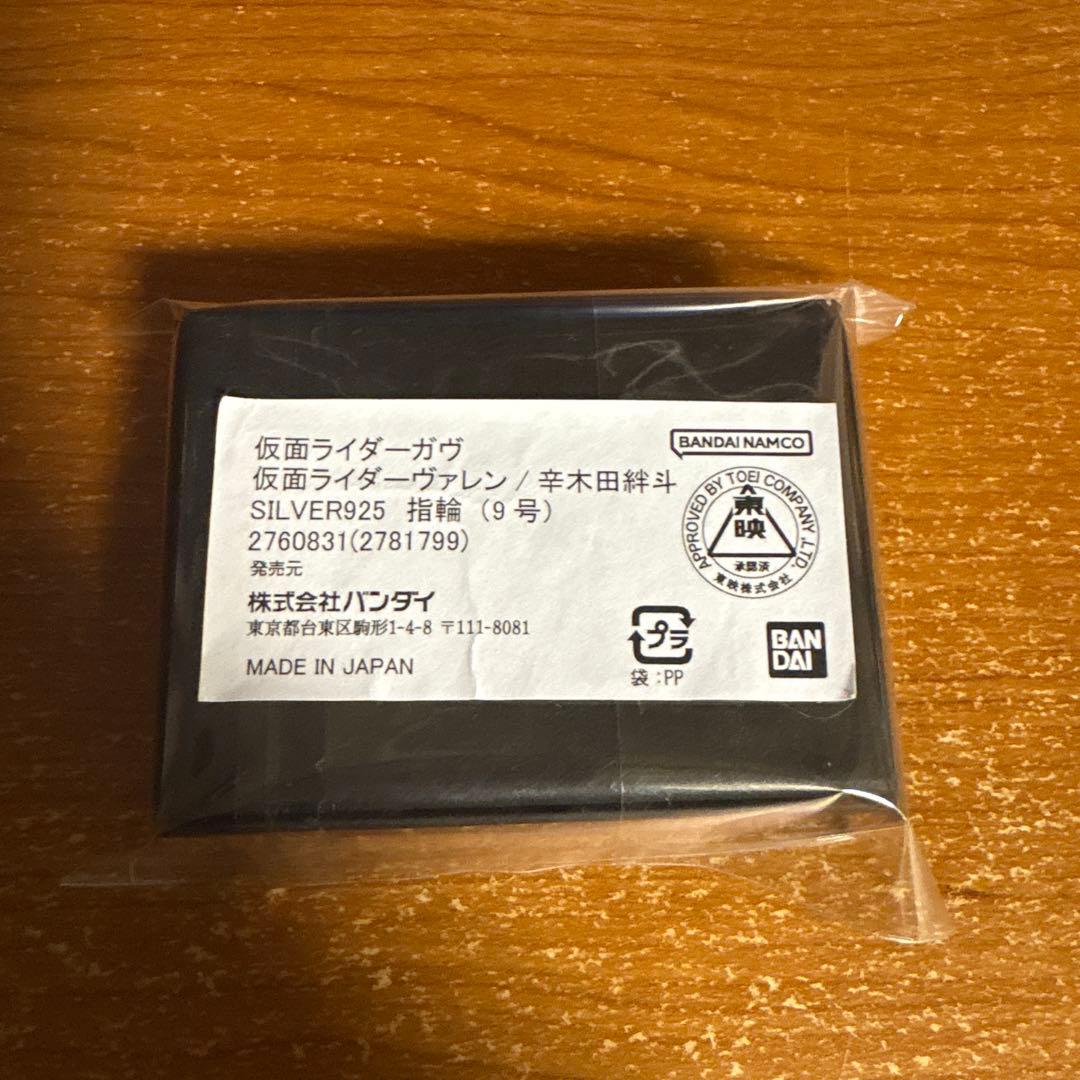 仮面ライダーガヴ
仮面ライダーヴァレン / 辛木田絆斗
SILVER925 指輪（9号）
2760831(2781799)
発売元
株式会社バンダイ
東京都台東区駒形1-4-8 〒111-8081
MADE IN JAPAN
BANDAI NAMCO
APPROVED BY TOEI COMPANY, LTD.
東映
承認済
東映株式会社
プラ
袋:PP
BAN
DAI